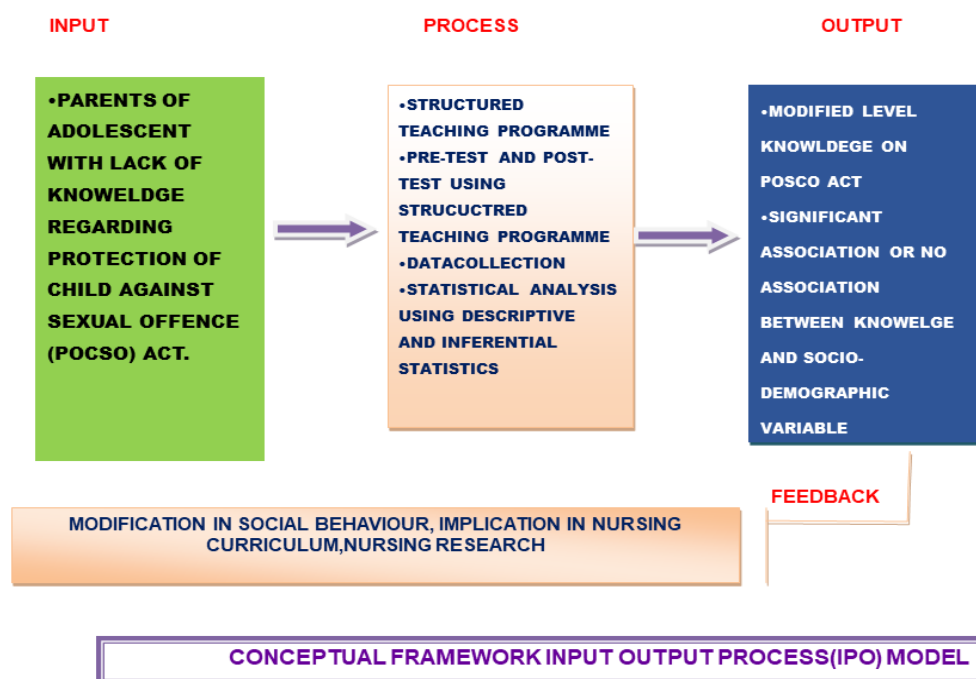 INPUT
PROCESS
OUTPUT
•PARENTS OF
ADOLESCENT
WITH LACK OF
KNOWELDGE
REGARDING
PROTECTION OF
CHILD AGAINST
SEXUAL OFFENCE
(POCSO) ACT.
•STRUCTURED
TEACHING PROGRAMME
•PRE-TEST AND POST-
TEST USING
STRUCUCTRED
TEACHING PROGRAMME
•DATACOLLECTION
•STATISTICAL ANALYSIS
USING DESCRIPTIVE
AND INFERENTIAL
STATISTICS
•MODIFIED LEVEL
KNOWLDEGE ON
POSCO ACT
•SIGNIFICANT
ASSOCIATION OR NO
ASSOCIATION
BETWEEN KNOWELGE
AND SOCIO-
DEMOGRAPHIC
VARIABLE
FEEDBACK
MODIFICATION IN SOCIAL BEHAVIOUR, IMPLICATION IN NURSING
CURRICULUM,NURSING RESEARCH
CONCEPTUAL FRAMEWORK INPUT OUTPUT PROCESS(IPO) MODEL